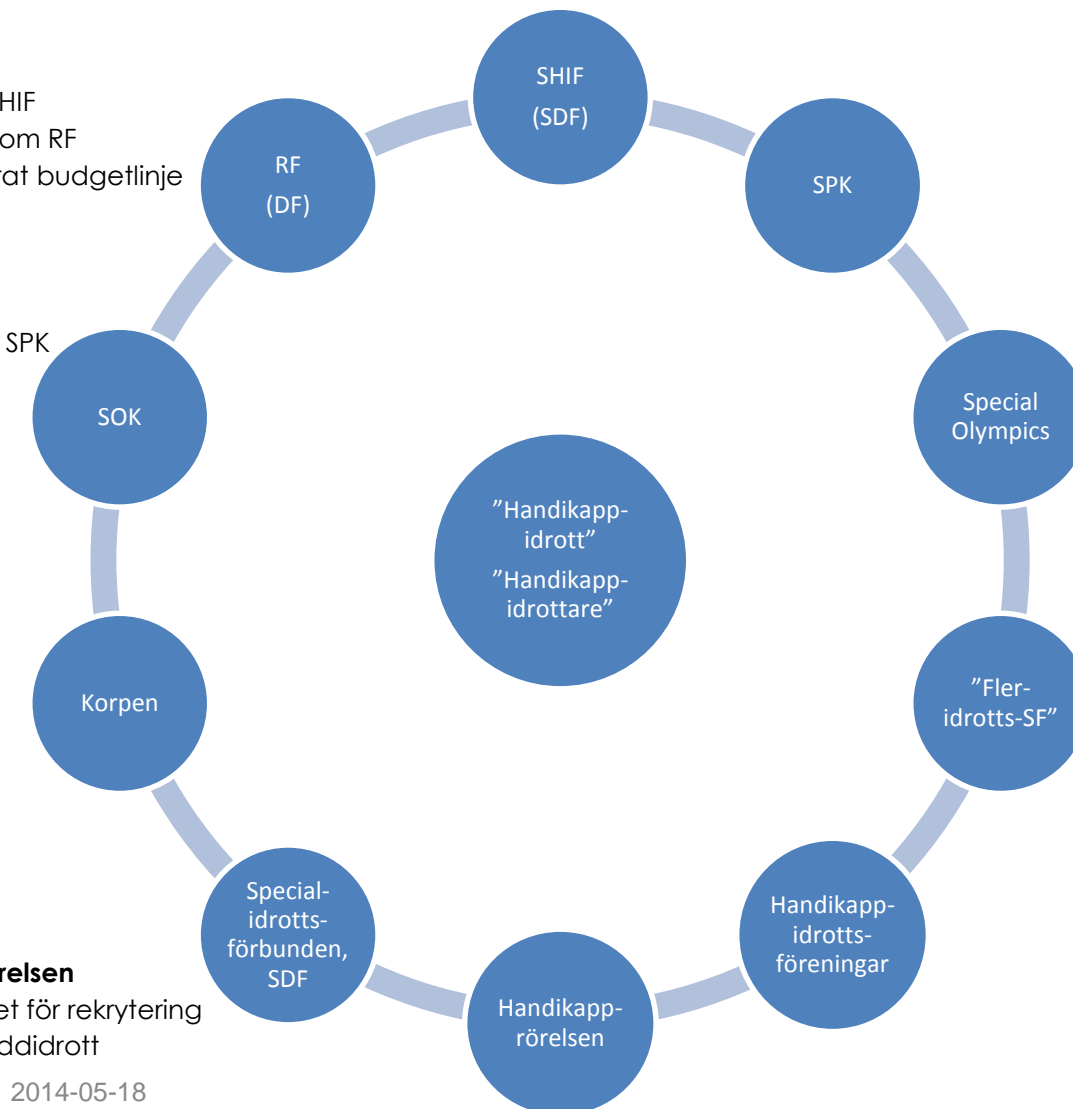 HIF
om RF
rat budgetlinje
SPK
relsen
et för rekrytering
ddidrott
2014-05-18
SHIF
(SDF)
SPK
Special
Olympics
”Fler-
idrotts-SF”
Handikapp-
idrotts-
föreningar
Handikapp-
rörelsen
Special-
idrotts-
förbunden,
SDF
Korpen
SOK
RF
(DF)
”Handikapp-
idrott”
”Handikapp-
idrottare”